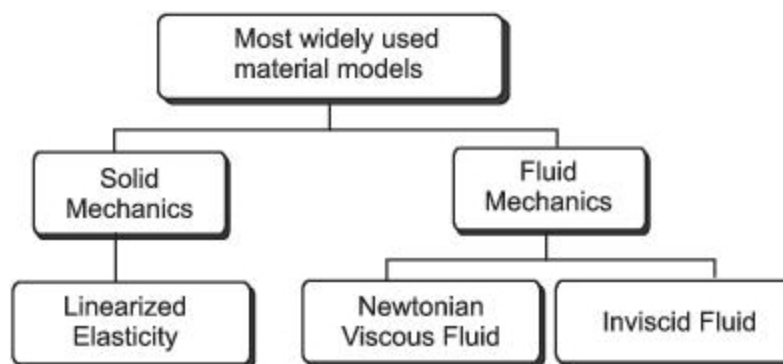 Most widely used
material models
Solid
Mechanics
Fluid
Mechanics
Linearized
Elasticity
Newtonian
Viscous Fluid
Inviscid Fluid